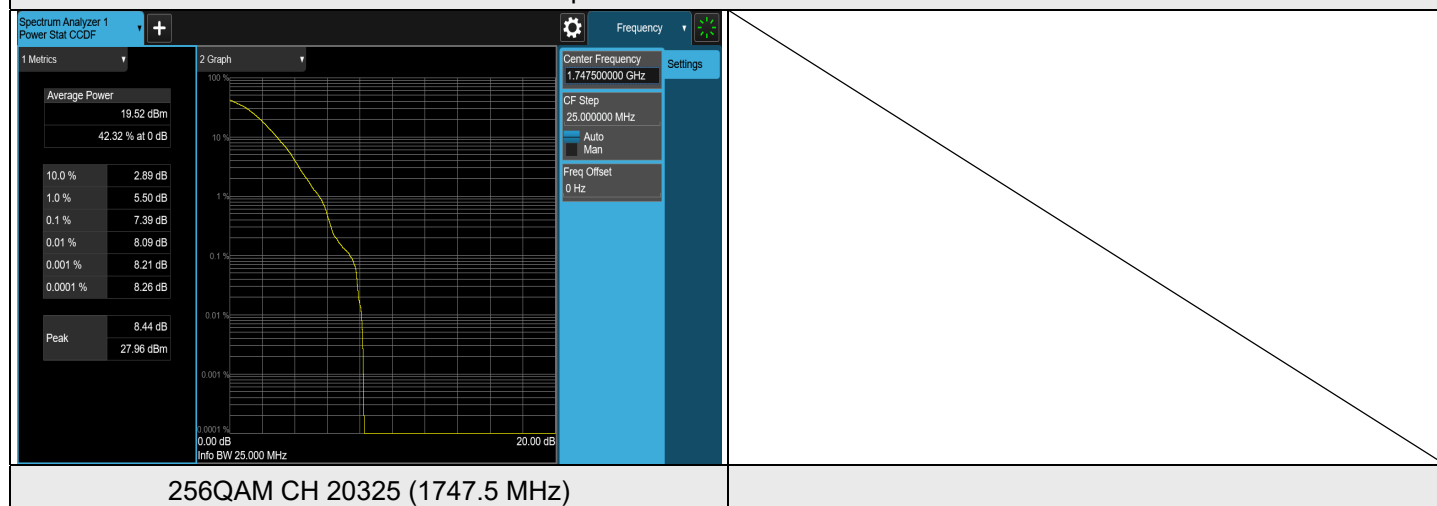 Spectrum Analyzer 1
Power Stat CCDF
Frequency
1 Metrics
2 Graph
Center Frequency
1.747500000 GHz
Settings
CF Step
25.000000 MHz
Auto
Man
Freq Offset
0 Hz
Average Power
19.52 dBm
42.32 % at 0 dB
10.0 % 2.89 dB
1.0 % 5.50 dB
0.1 % 7.39 dB
0.01 % 8.09 dB
0.001 % 8.21 dB
0.0001 % 8.26 dB
Peak 8.44 dB
27.96 dBm
100 %
10 %
1 %
0.1 %
0.01 %
0.001 %
0.0001 %
0.00 dB 20.00 dB
Info BW 25.000 MHz
256QAM CH 20325 (1747.5 MHz)